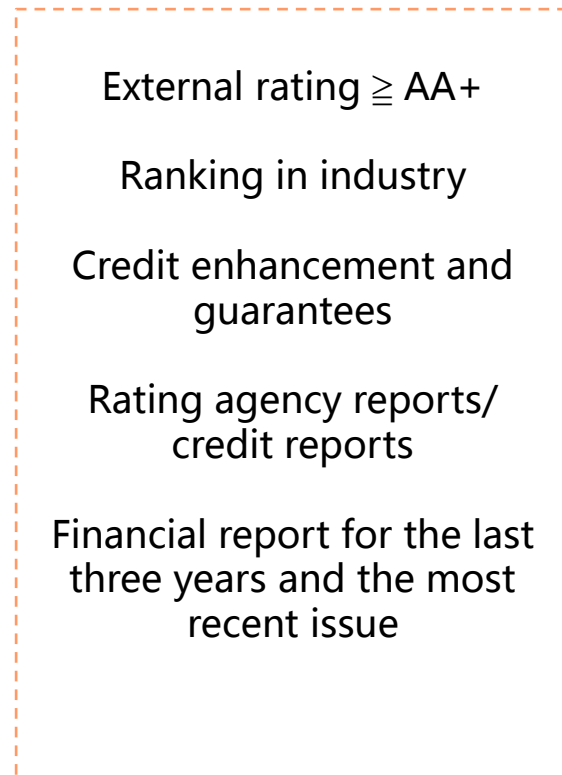 External rating ≧ AA+
Ranking in industry
Credit enhancement and
guarantees
Rating agency reports/
credit reports
Financial report for the last
three years and the most
recent issue